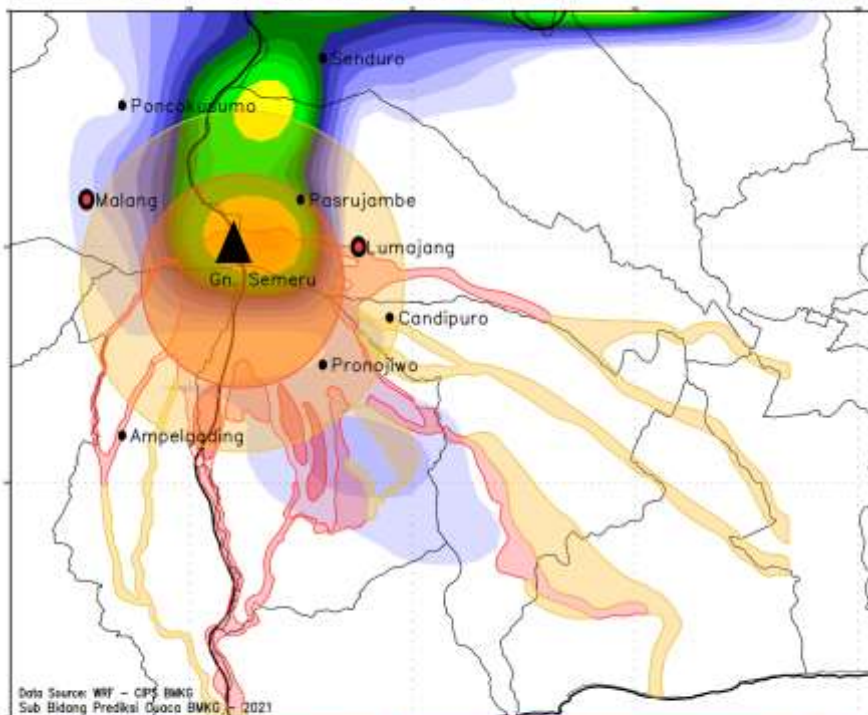 Senduro
Poncokusumo
Malang
Pasrujambe
Lumajang
Gn. Semeru
Candipuro
Pronojiwo
Ampelgading
Data Source: WRF - CIPS BMKG
Sub Bidang Prediksi Cuaca BMKG - 2021